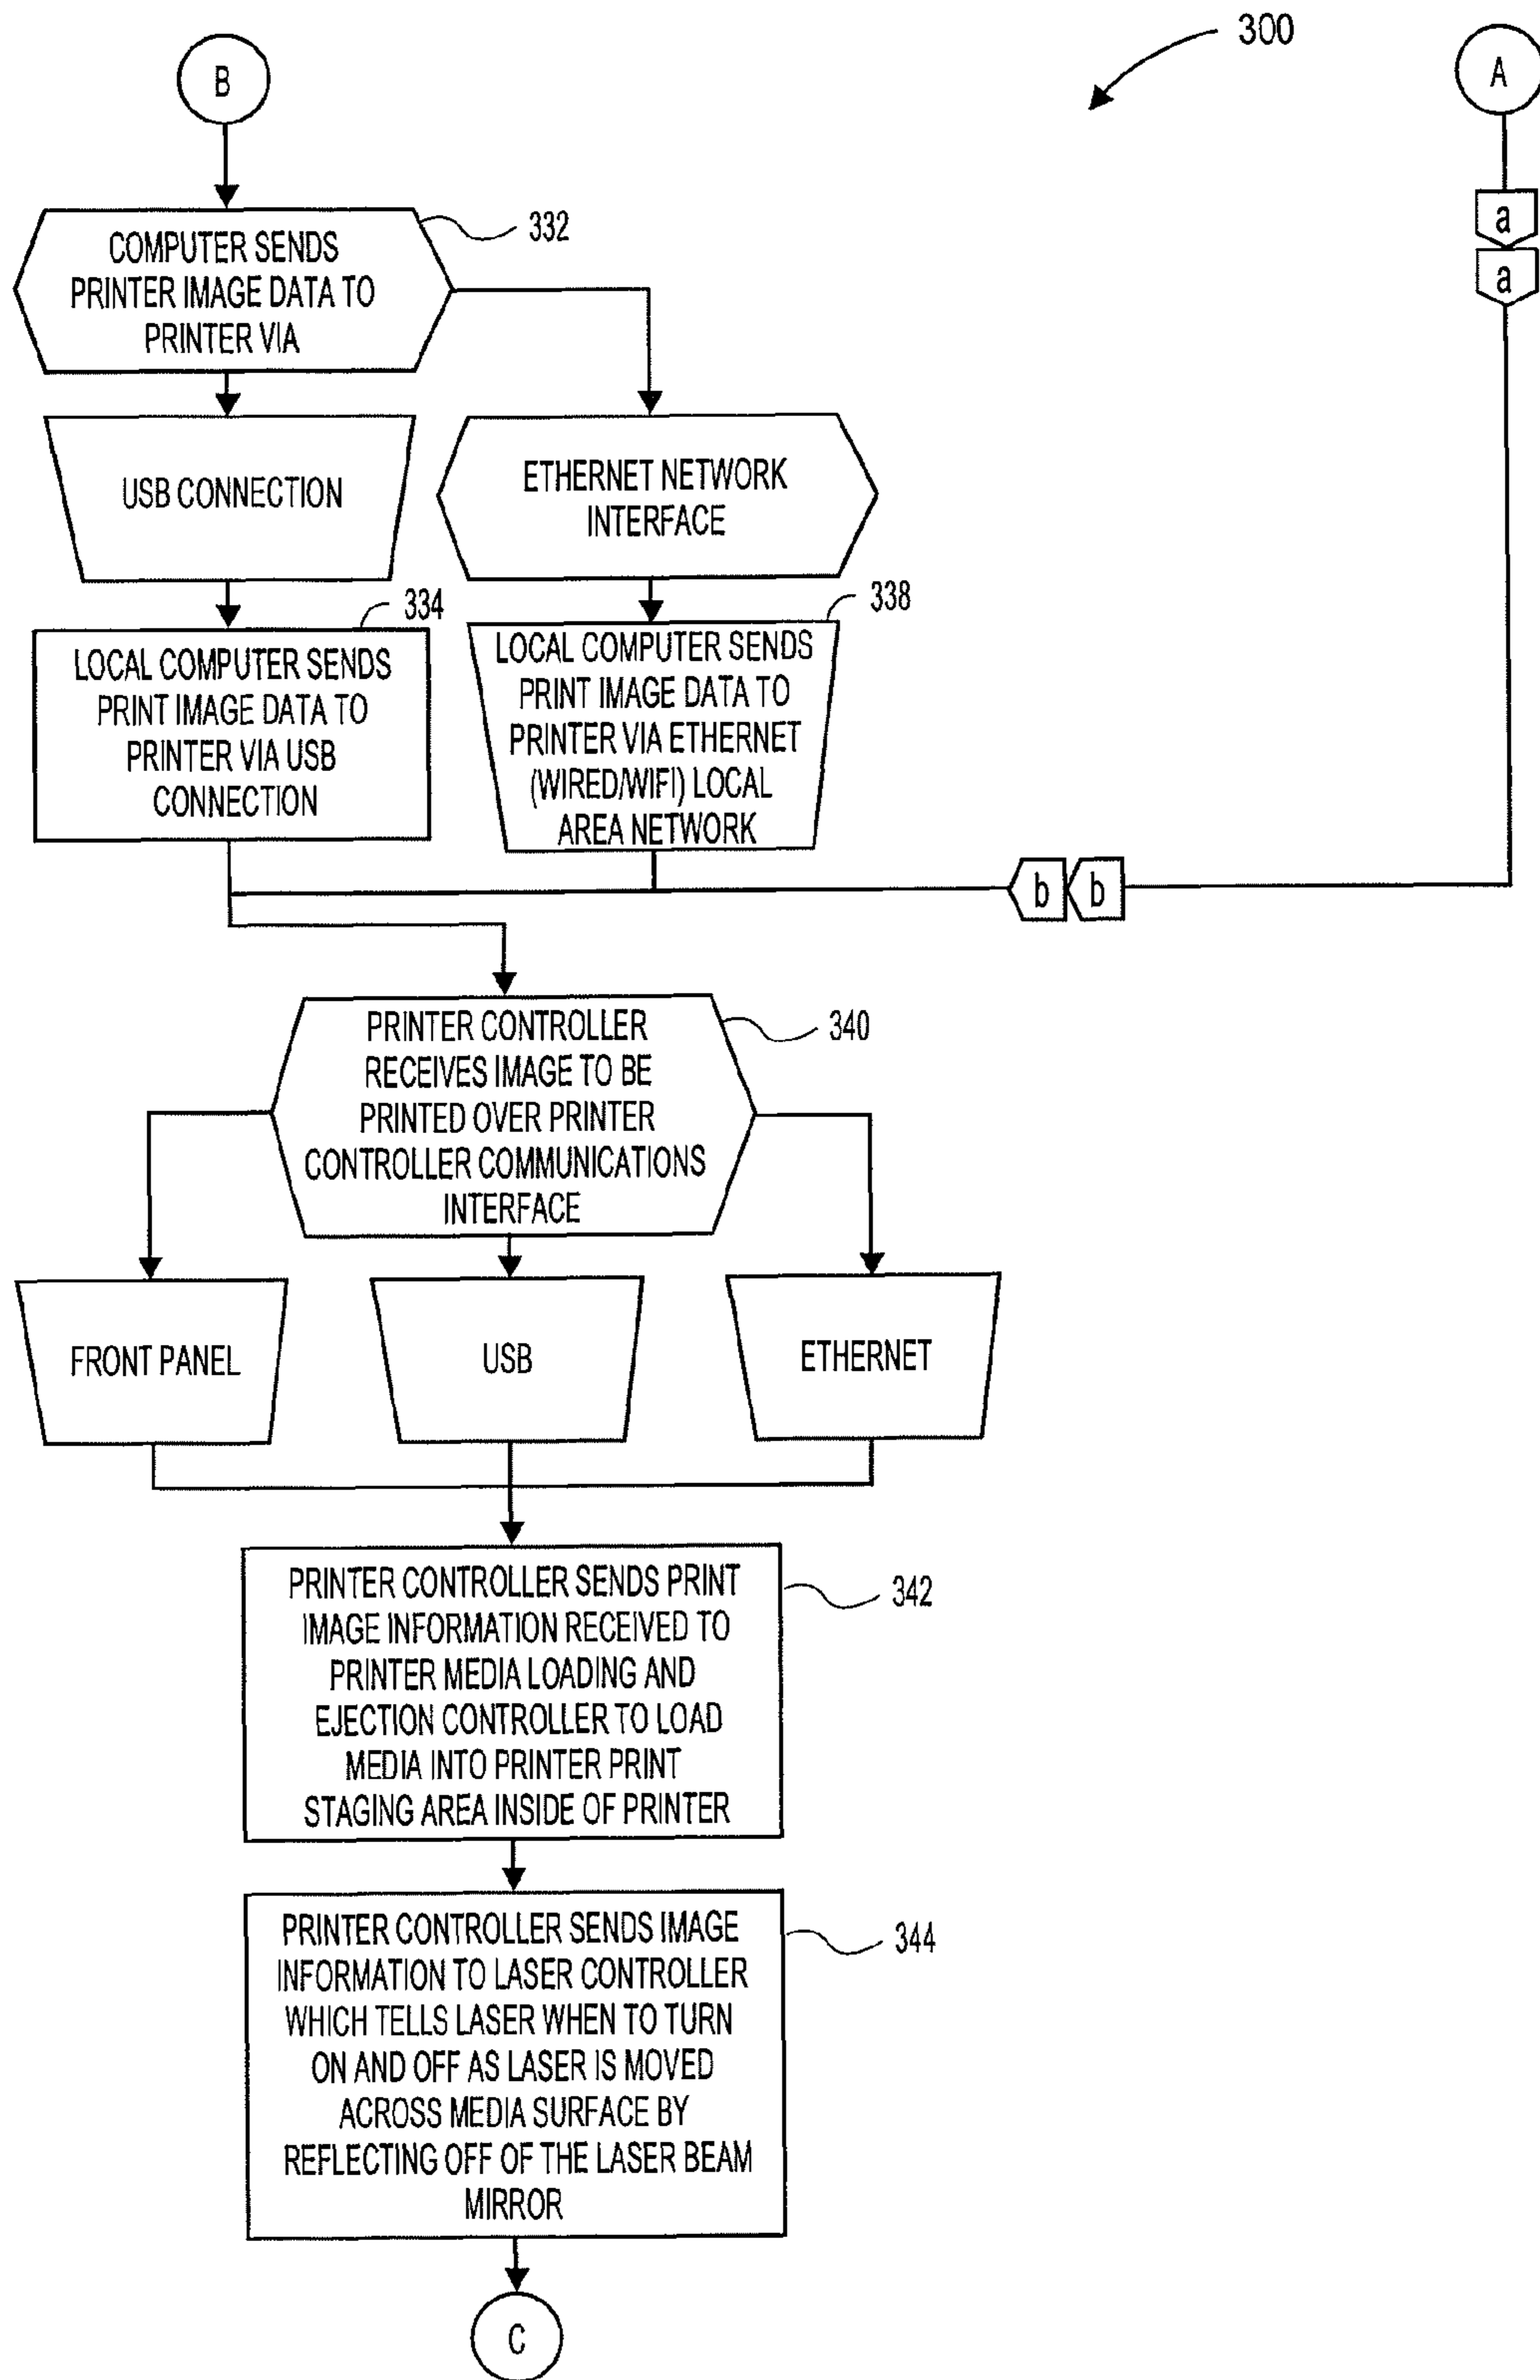 300
B
A
332
COMPUTER SENDS
PRINTER IMAGE DATA TO
PRINTER VIA
a
a
USB CONNECTION
ETHERNET NETWORK
INTERFACE
334
LOCAL COMPUTER SENDS
PRINT IMAGE DATA TO
PRINTER VIA USB
CONNECTION
338
LOCAL COMPUTER SENDS
PRINT IMAGE DATA TO
PRINTER VIA ETHERNET
(WIRED/WIFI) LOCAL
AREA NETWORK
b
b
340
PRINTER CONTROLLER
RECEIVES IMAGE TO BE
PRINTED OVER PRINTER
CONTROLLER COMMUNICATIONS
INTERFACE
FRONT PANEL
USB
ETHERNET
342
PRINTER CONTROLLER SENDS PRINT
IMAGE INFORMATION RECEIVED TO
PRINTER MEDIA LOADING AND
EJECTION CONTROLLER TO LOAD
MEDIA INTO PRINTER PRINT
STAGING AREA INSIDE OF PRINTER
344
PRINTER CONTROLLER SENDS IMAGE
INFORMATION TO LASER CONTROLLER
WHICH TELLS LASER WHEN TO TURN
ON AND OFF AS LASER IS MOVED
ACROSS MEDIA SURFACE BY
REFLECTING OFF OF THE LASER BEAM
MIRROR
C